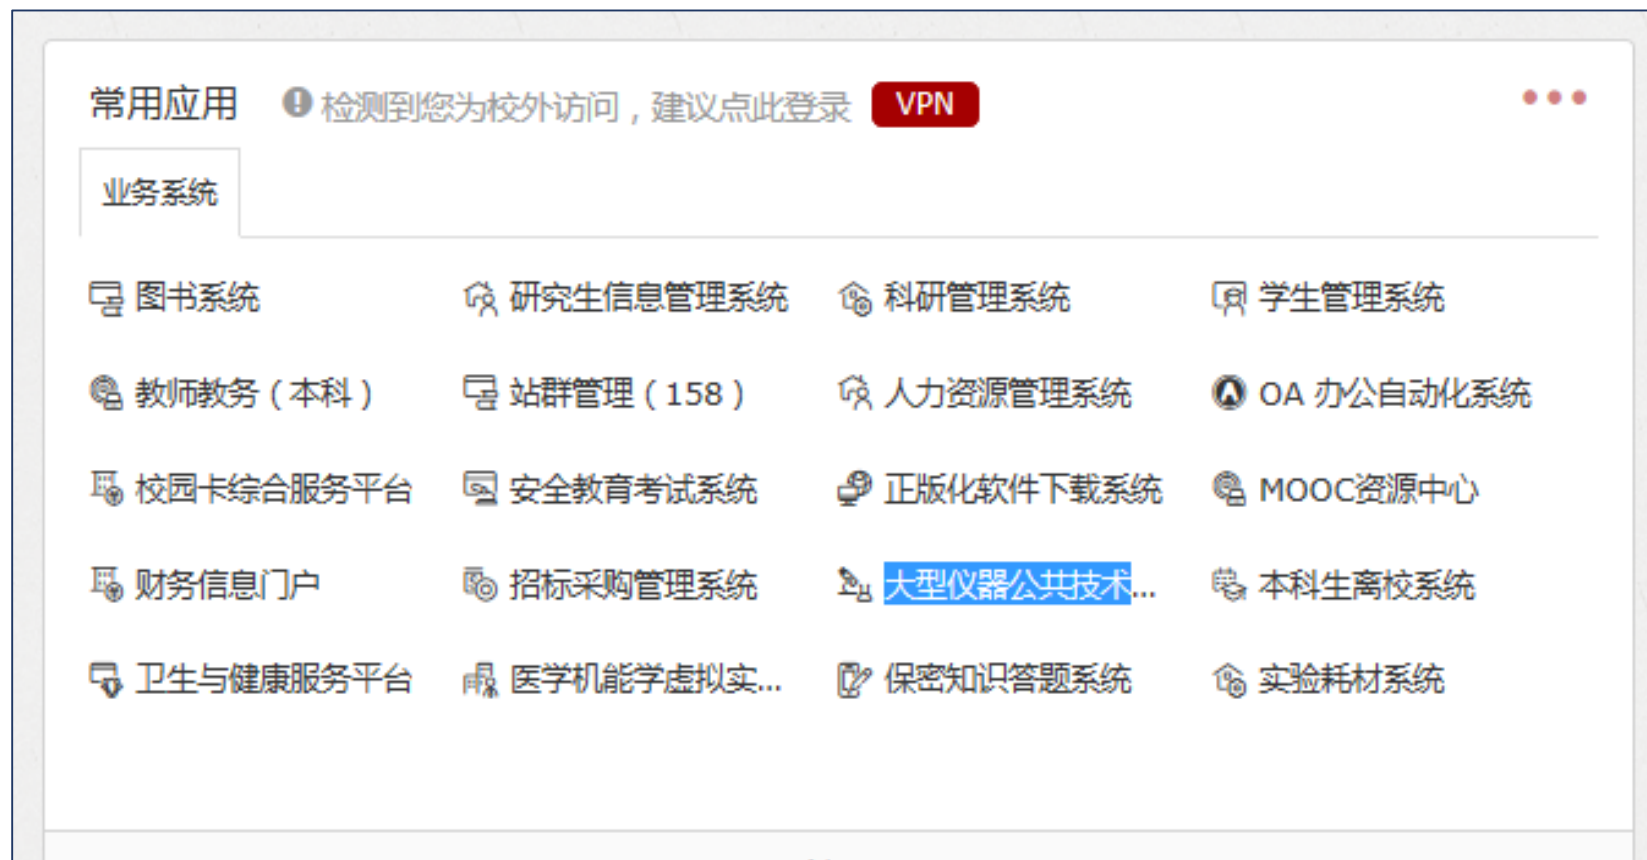 常用应用 检测到您为校外访问，建议点此登录 VPN
业务系统
图书系统 研究生信息管理系统 科研管理系统 学生管理系统
教师教务（本科） 站群管理（158） 人力资源管理系统 OA 办公自动化系统
校园卡综合服务平台 安全教育考试系统 正版化软件下载系统 MOOC资源中心
财务信息门户 招标采购管理系统 大型仪器公共技术... 本科生离校系统
卫生与健康服务平台 医学机能学虚拟实... 保密知识答题系统 实验耗材系统